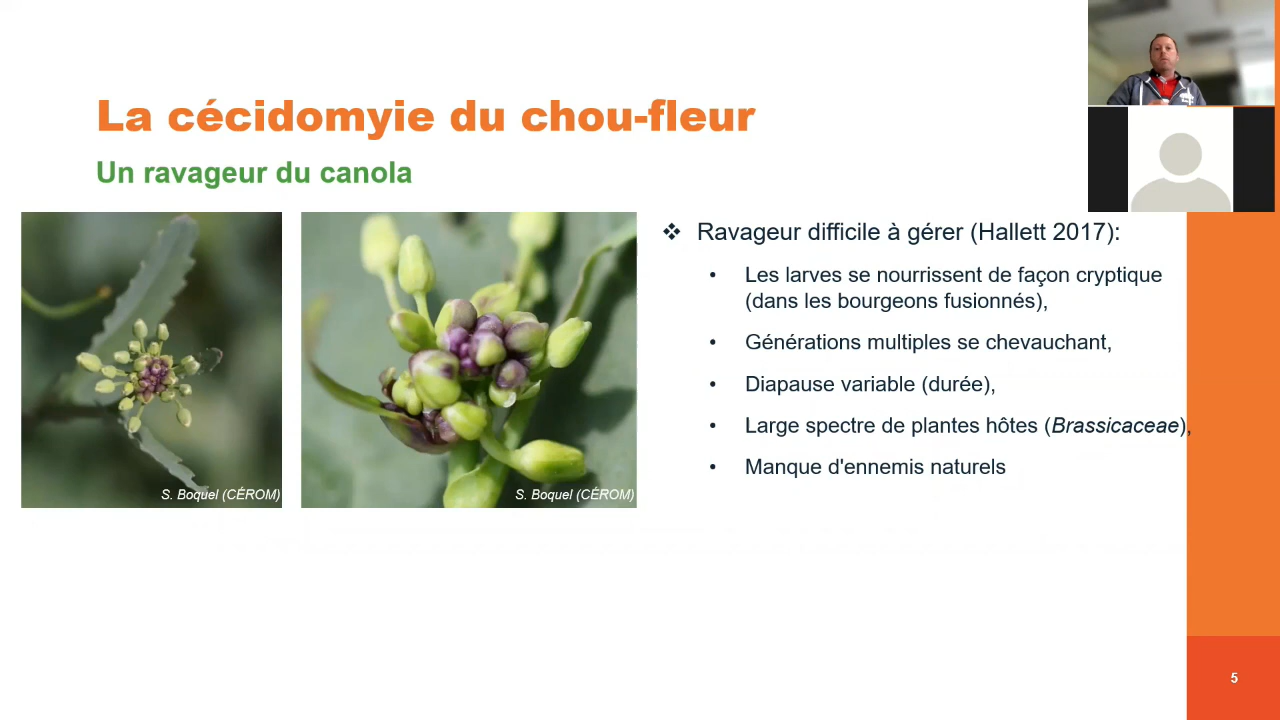 La cécidomyie du chou-fleur
Un ravageur du canola
❖ Ravageur difficile à gérer (Hallett 2017):
• Les larves se nourrissent de façon cryptique
(dans les bourgeons fusionnés),
• Générations multiples se chevauchant,
• Diapause variable (durée),
• Large spectre de plantes hôtes (Brassicaceae),
• Manque d'ennemis naturels
S. Boquel (CÉROM)
S. Boquel (CÉROM)
5